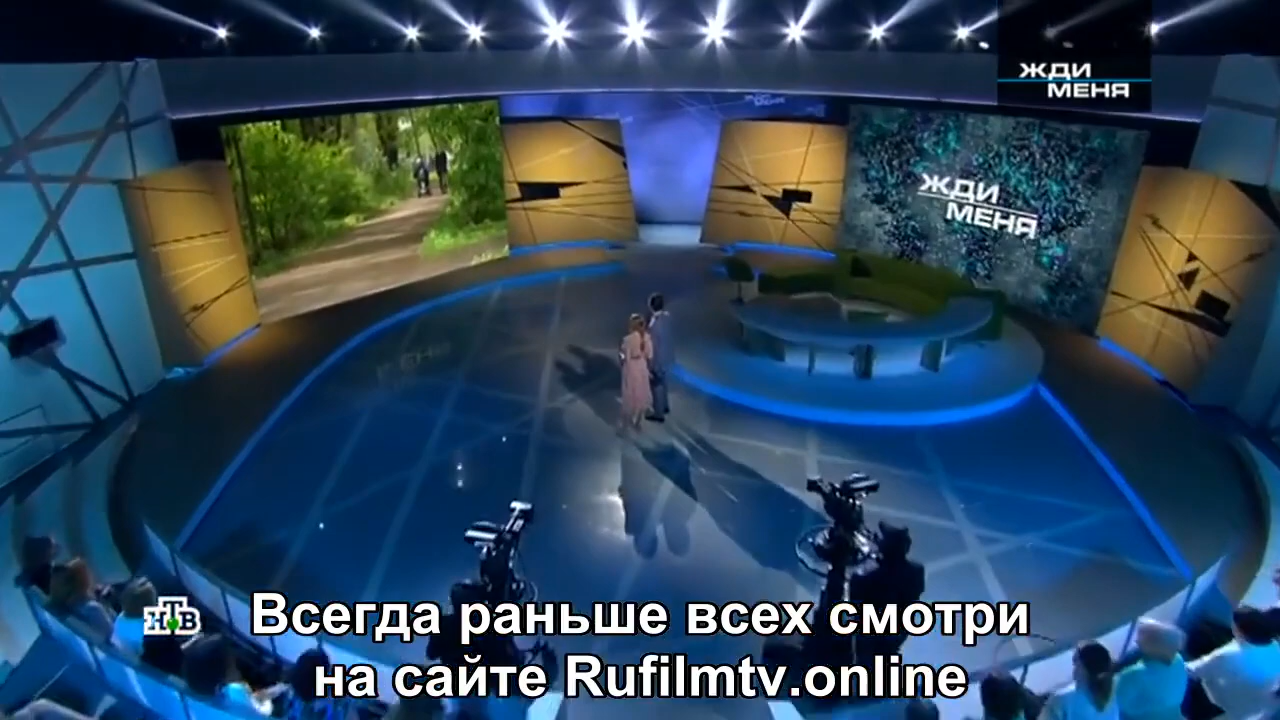 ЖДИ
МЕНЯ
ЖДИ
МЕНЯ
НТВ
Всегда раньше всех смотри
на сайте Rufilmtv.online